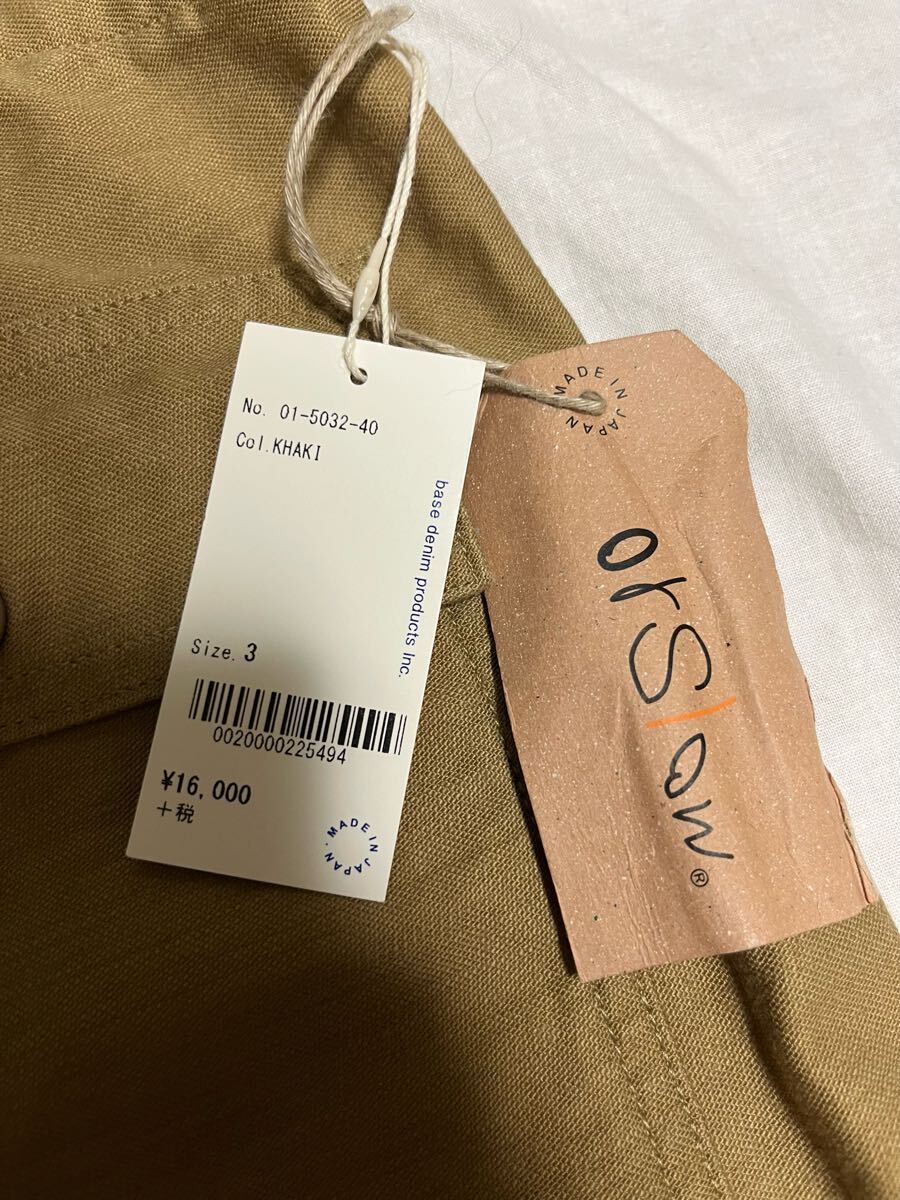 No. 01-5032-40
Col.KHAKI
base denim products Inc.
Size. 3
0020000225494
¥16,000
+税
MADE IN JAPAN.
MADE IN JAPAN.
orSlow®